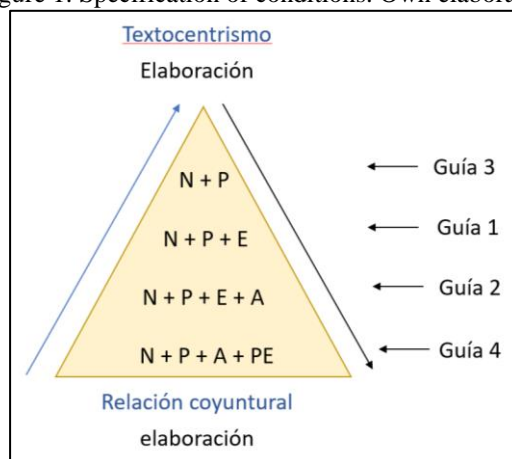 Figure 1. Specification of conditions. Own elabor
Textocentrismo
Elaboración
N + P
Guía 3
N + P + E
Guía 1
N + P + E + A
Guía 2
N + P + A + PE
Guía 4
Relación coyuntural
elaboración